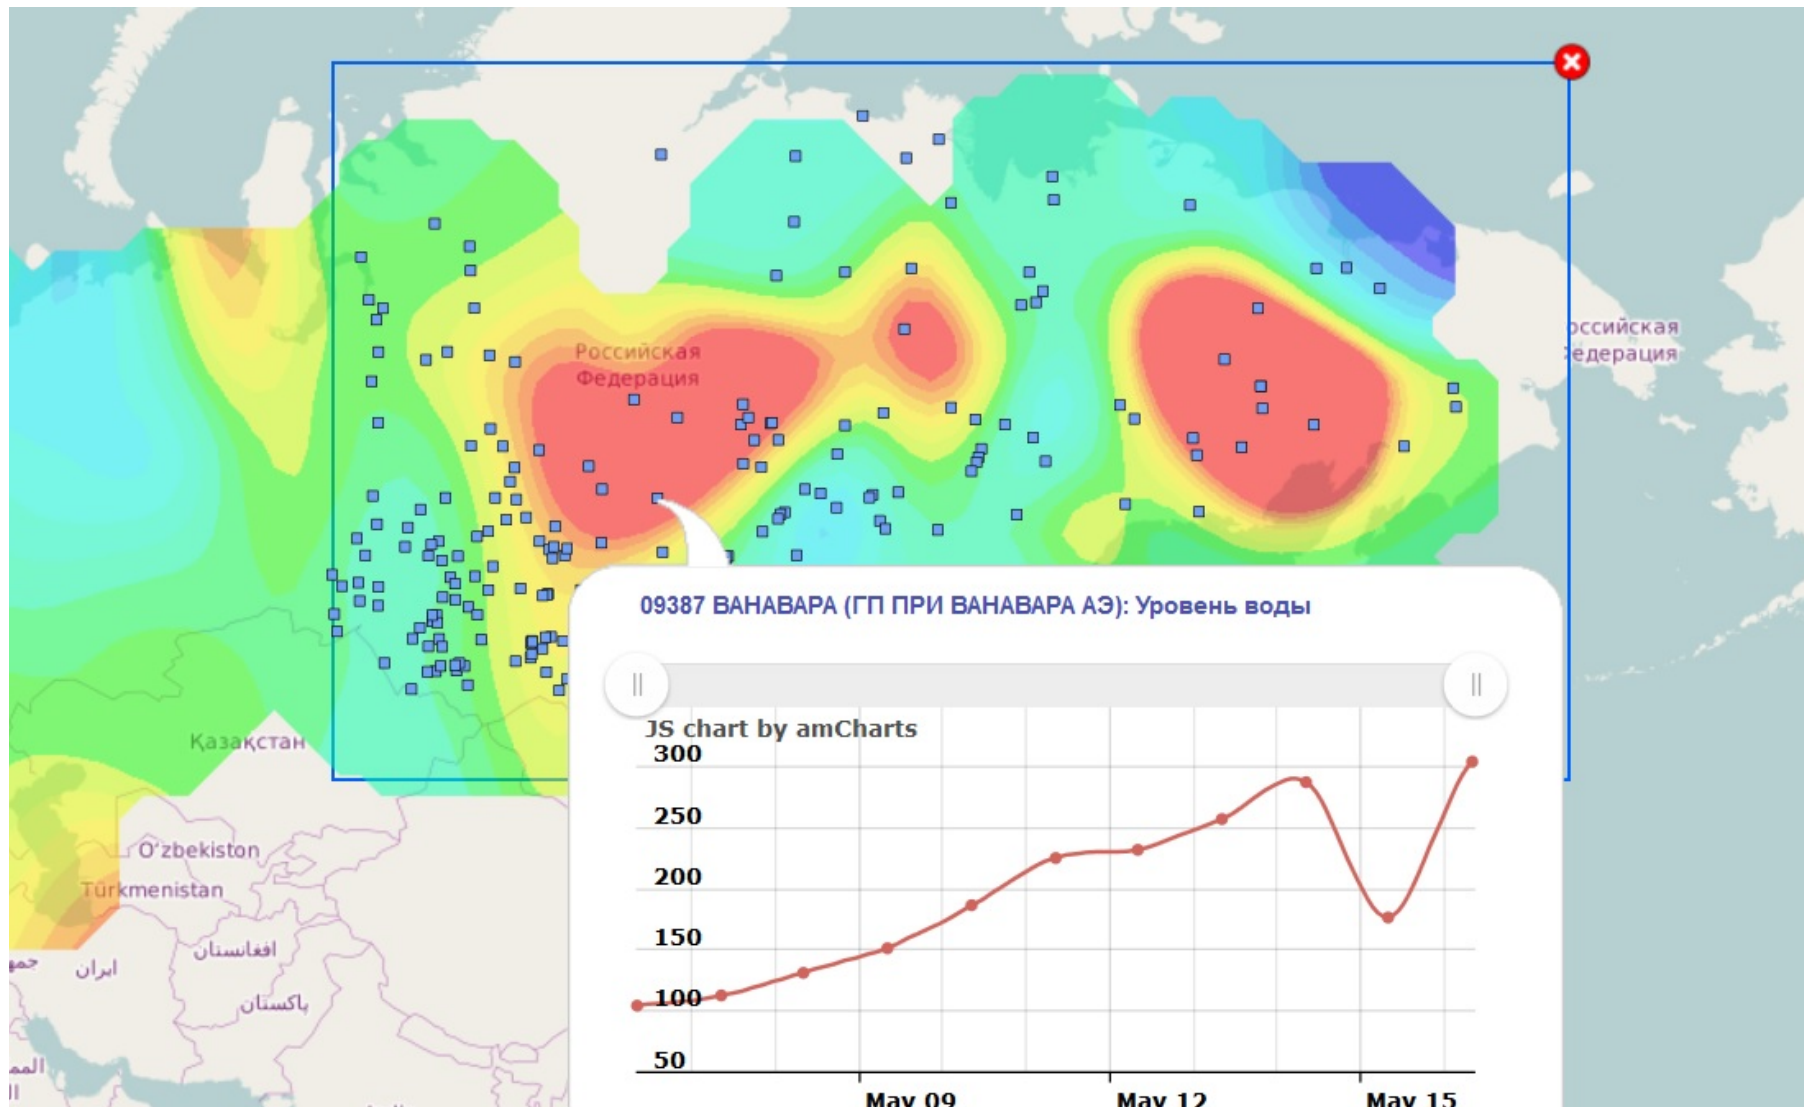 Российская
Федерация
оссийская
едерация
09387 ВАНАВАРА (ГП ПРИ ВАНАВАРА АЭ): Уровень воды
JS chart by amCharts
300
250
200
150
100
50
May 09
May 12
May 15
Қазақстан
O'zbekiston
Türkmenistan
افغانستان
ایران
پاکستان